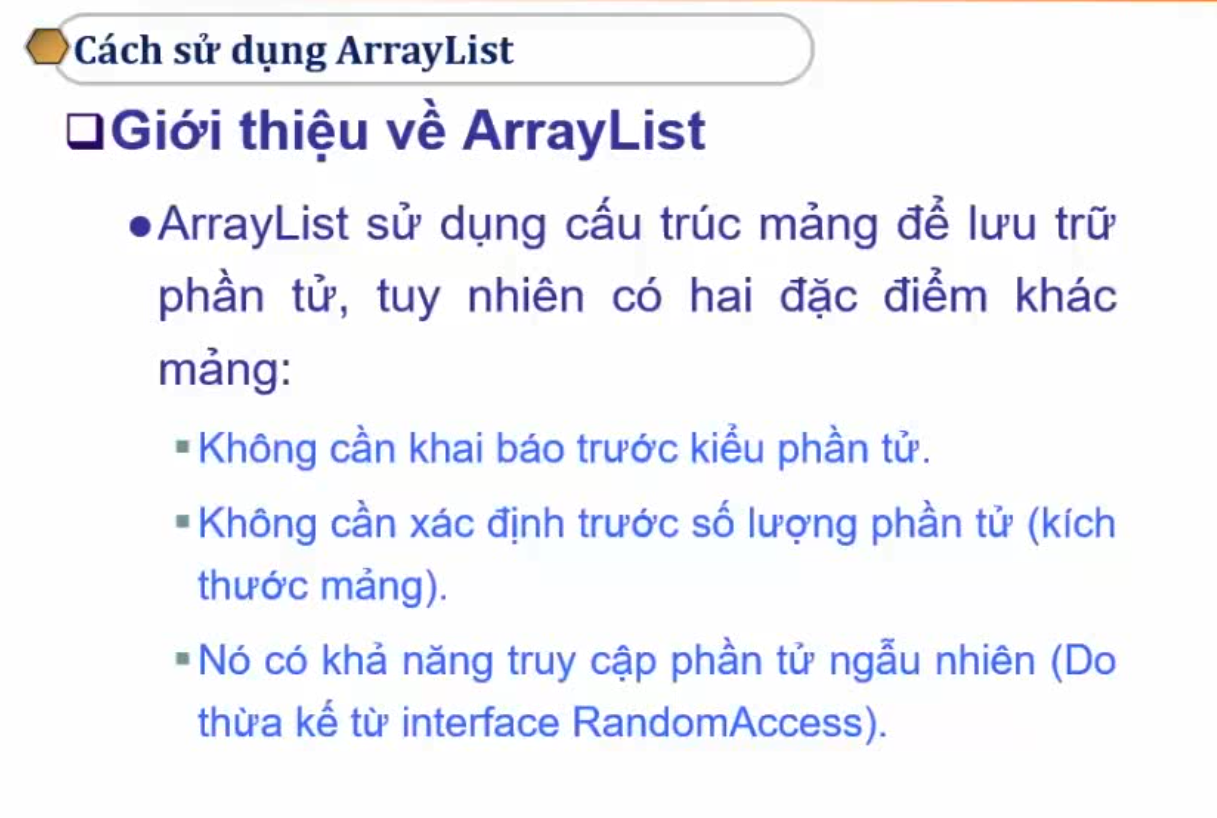 Cách sử dụng ArrayList
Giới thiệu về ArrayList
ArrayList sử dụng cấu trúc mảng để lưu trữ
phần tử, tuy nhiên có hai đặc điểm khác
mảng:
Không cần khai báo trước kiểu phần tử.
Không cần xác định trước số lượng phần tử (kích
thước mảng).
Nó có khả năng truy cập phần tử ngẫu nhiên (Do
thừa kế từ interface RandomAccess).